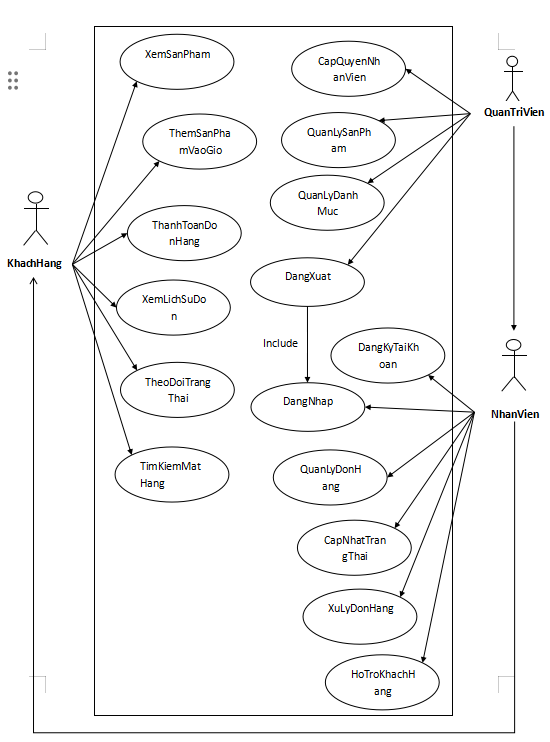 XemSanPham
CapQuyenNh
anVien
QuanTriVien
ThemSanPha
mVaoGio
QuanLySanPh
am
QuanLyDanh
Muc
ThanhToanDo
nHang
KhachHang
DangXuat
XemLichSuDo
n
Include
DangKyTaiKh
oan
TheoDoiTrang
Thai
DangNhap
NhanVien
TimKiemMat
Hang
QuanLyDonH
ang
CapNhatTran
gThai
XuLyDonHang
HoTroKhachH
ang